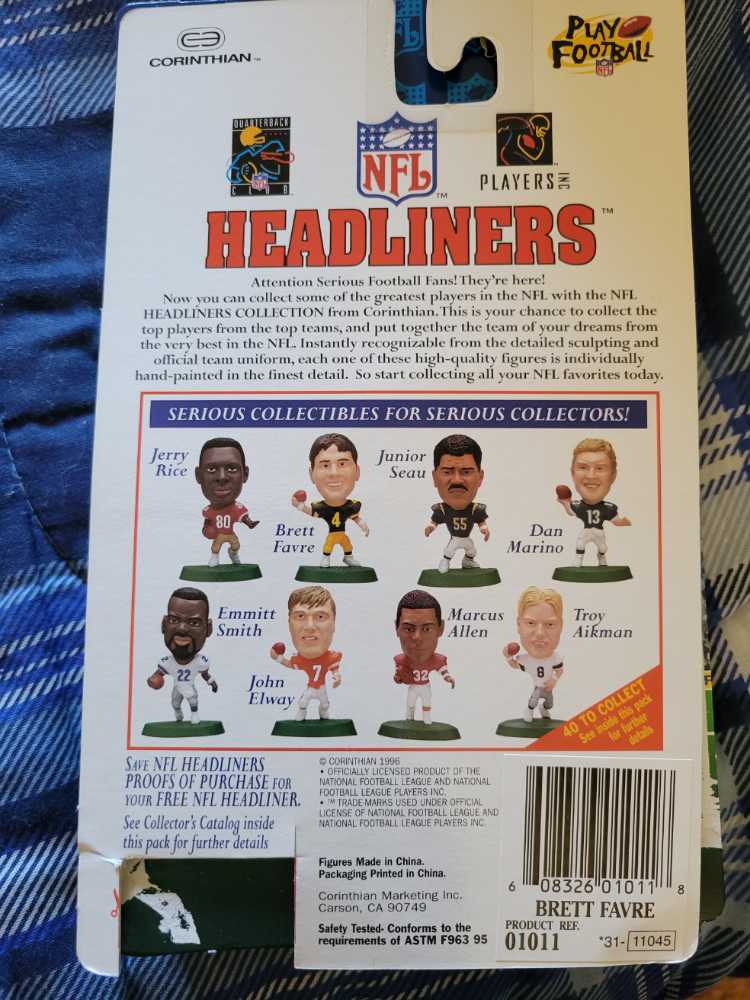 CORINTHIAN™
PLAY
FOOTBALL
NFL
QUARTERBACK
CLUB
NFL
NFL™
PLAYERS INC
HEADLINERS™
Attention Serious Football Fans! They're here!
Now you can collect some of the greatest players in the NFL with the NFL
HEADLINERS COLLECTION from Corinthian. This is your chance to collect the
top players from the top teams, and put together the team of your dreams from
the very best in the NFL. Instantly recognizable from the detailed sculpting and
official team uniform, each one of these high-quality figures is individually
hand-painted in the finest detail. So start collecting all your NFL favorites today.
SERIOUS COLLECTIBLES FOR SERIOUS COLLECTORS!
Jerry
Rice
80
Brett
Favre
4
Junior
Seau
55
Dan
Marino
13
Emmitt
Smith
22
John
Elway
7
Marcus
Allen
32
Troy
Aikman
8
40 TO COLLECT
See inside this pack
for further
details
SAVE NFL HEADLINERS
PROOFS OF PURCHASE FOR
YOUR FREE NFL HEADLINER.
See Collector's Catalog inside
this pack for further details
© CORINTHIAN 1996
• OFFICIALLY LICENSED PRODUCT OF THE
NATIONAL FOOTBALL LEAGUE AND NATIONAL
FOOTBALL LEAGUE PLAYERS INC.
• ™ TRADE MARKS USED UNDER OFFICIAL
LICENSE OF NATIONAL FOOTBALL LEAGUE AND
NATIONAL FOOTBALL LEAGUE PLAYERS INC.
Figures Made in China.
Packaging Printed in China.
Corinthian Marketing Inc.
Carson, CA 90749
Safety Tested- Conforms to the
requirements of ASTM F963 95
6 08326 01011 8
BRETT FAVRE
PRODUCT REF.
01011
*31- 11045